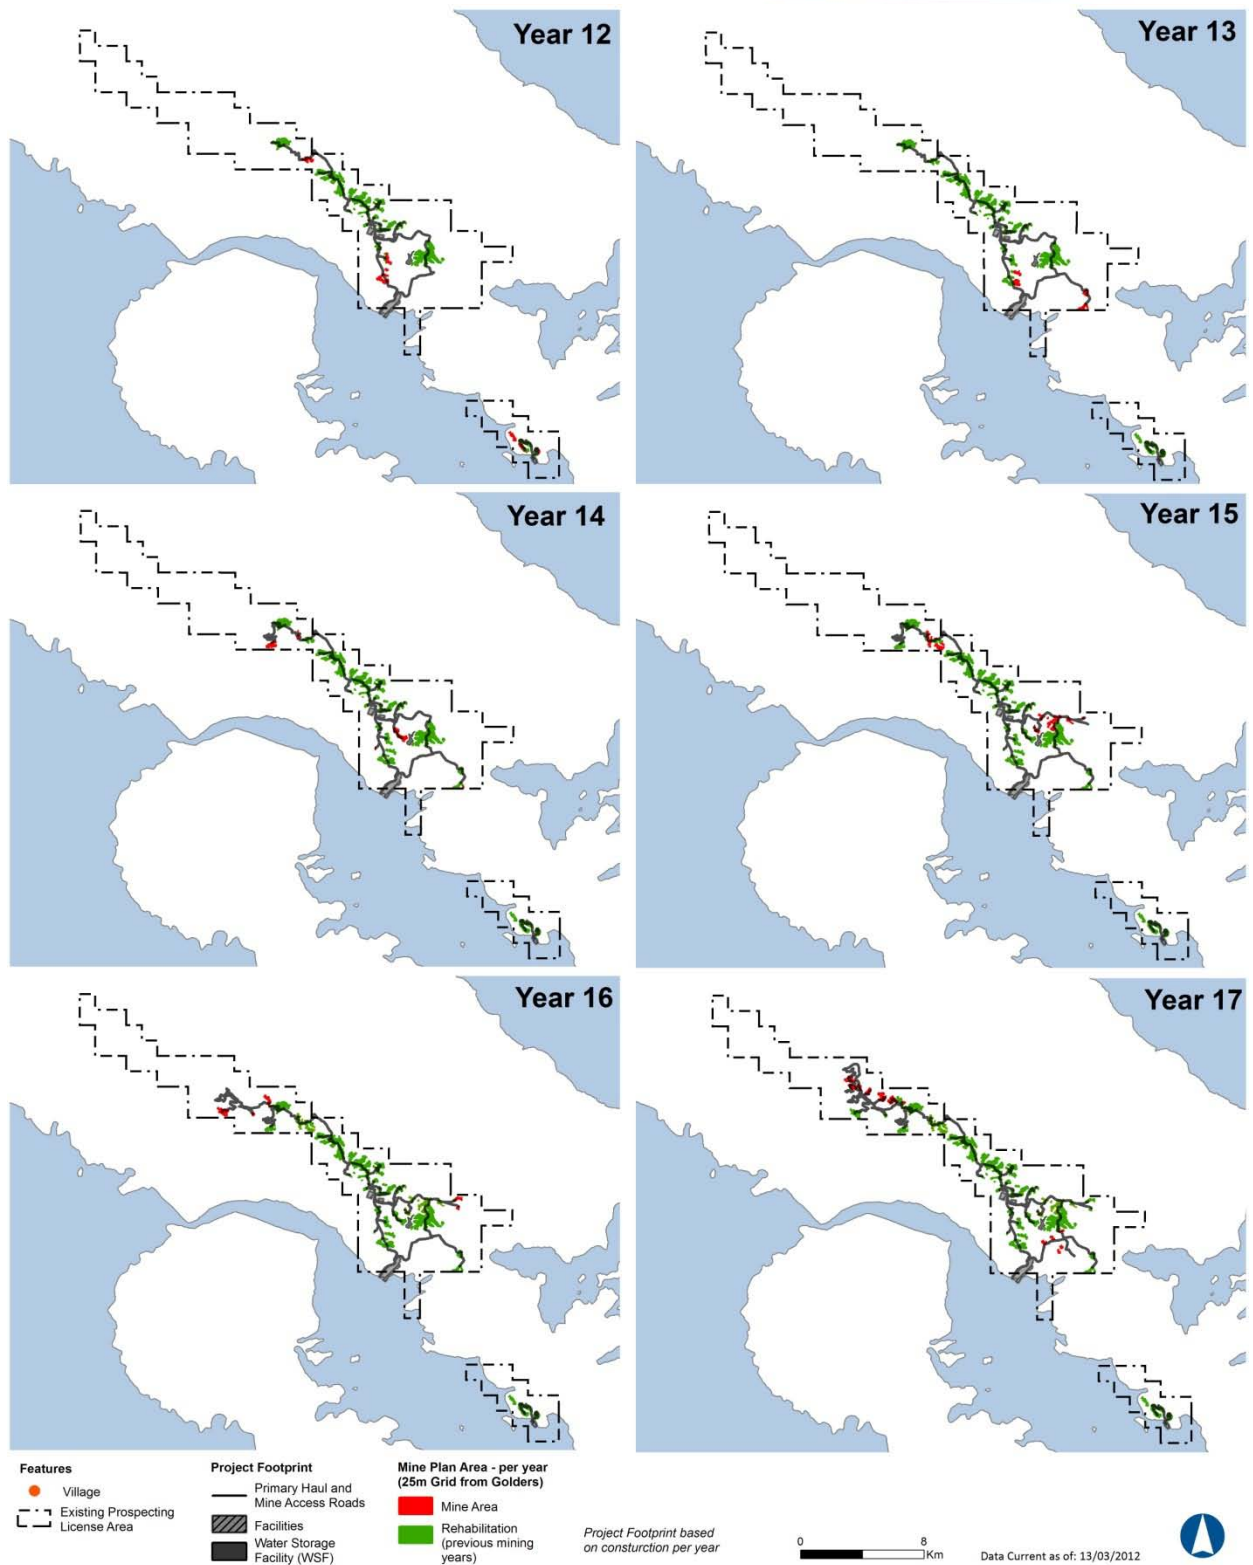 Year 12
Year 13
Year 14
Year 15
Year 16
Year 17
Features
Village
Existing Prospecting
License Area
Project Footprint
Primary Haul and
Mine Access Roads
Facilities
Water Storage
Facility (WSF)
Mine Plan Area - per year
(25m Grid from Golders)
Mine Area
Rehabilitation
(previous mining
years)
Project Footprint based
on consturction per year
0 8
Km
Data Current as of: 13/03/2012